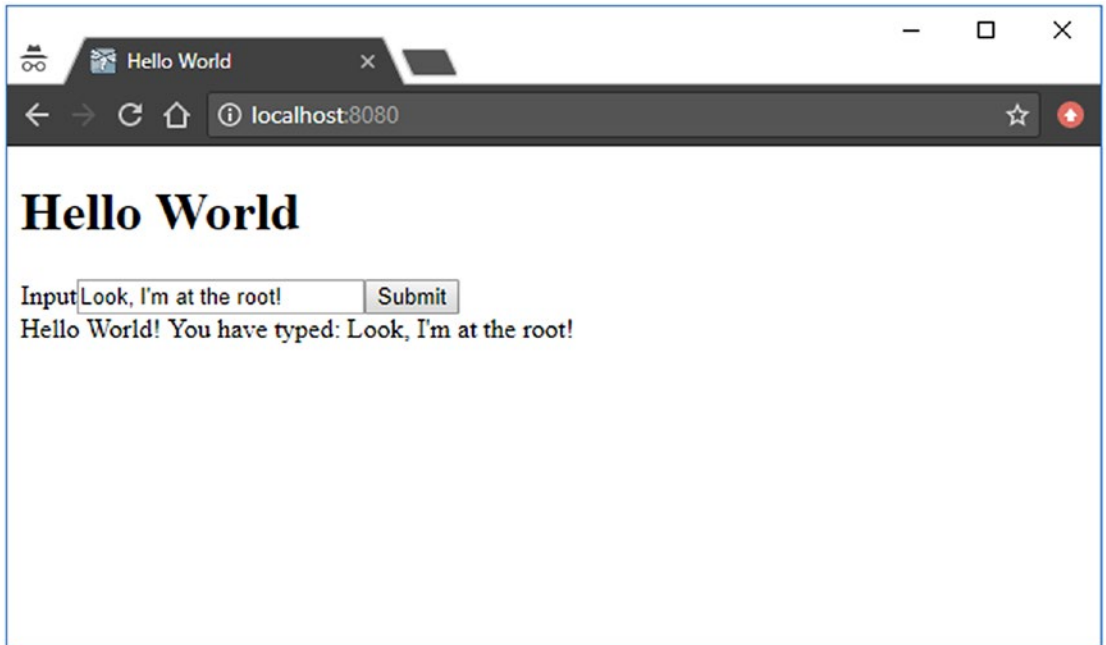 Hello World
localhost:8080
Hello World
Input Look, I'm at the root! Submit
Hello World! You have typed: Look, I'm at the root!